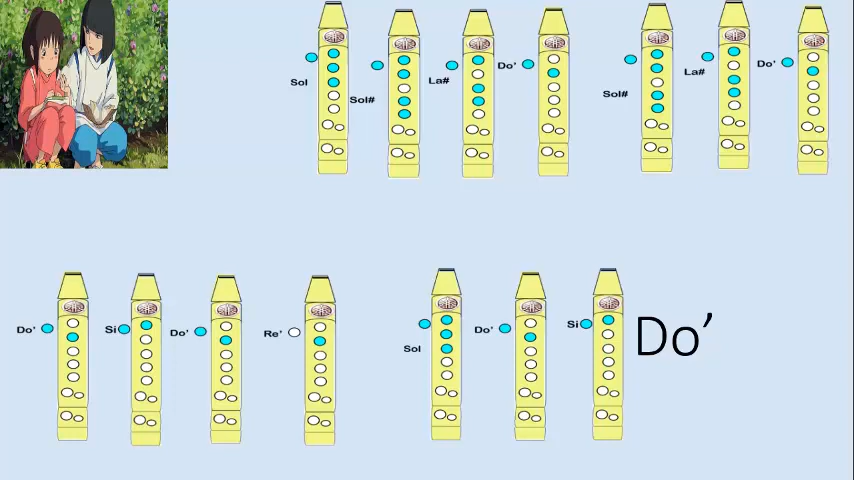 Sol Sol# La# Do' Sol# La# Do'
Do' Si Do' Re' Sol Do' Si Do’